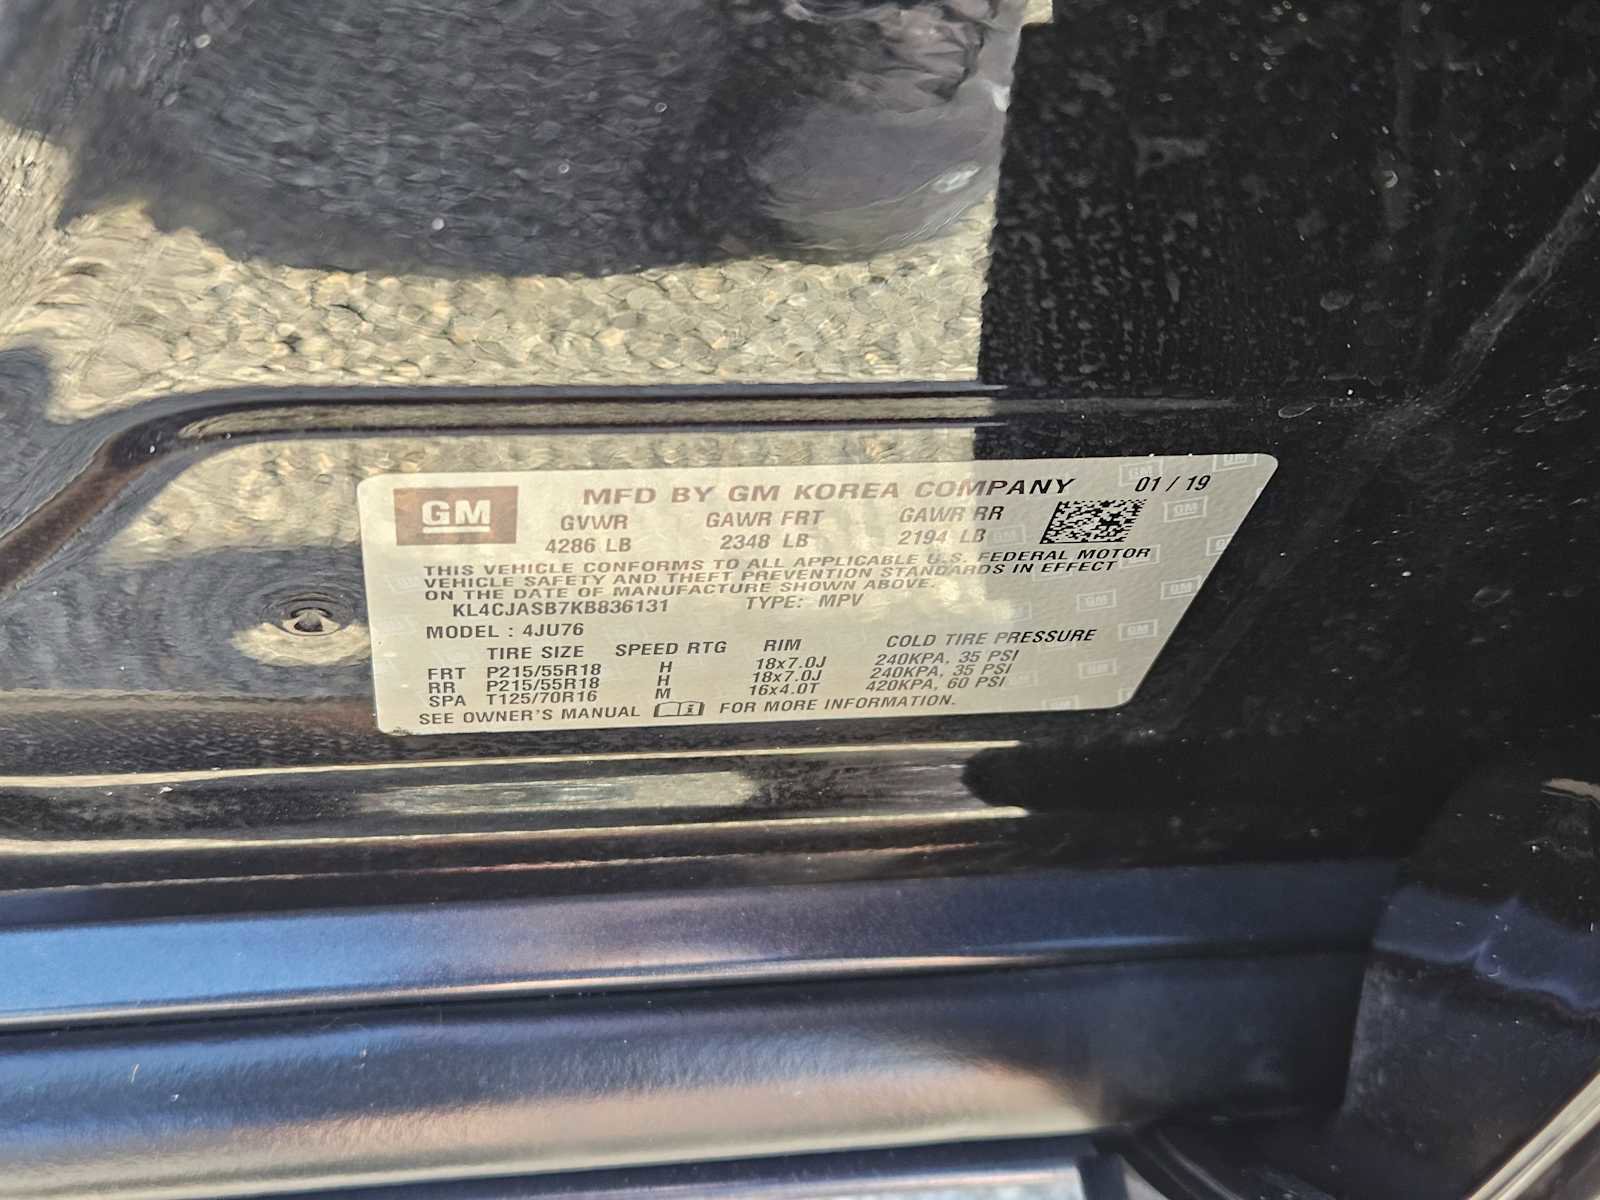 GM MFD BY GM KOREA COMPANY 01 / 19
GVWR GAWR FRT GAWR RR
4286 LB 2348 LB 2194 LB
THIS VEHICLE CONFORMS TO ALL APPLICABLE U.S. FEDERAL MOTOR
VEHICLE SAFETY AND THEFT PREVENTION STANDARDS IN EFFECT
ON THE DATE OF MANUFACTURE SHOWN ABOVE.
KL4CJASB7KB836131 TYPE: MPV
MODEL : 4JU76
TIRE SIZE SPEED RTG RIM COLD TIRE PRESSURE
FRT P215/55R18 H 18x7.0J 240KPA, 35 PSI
RR P215/55R18 H 18x7.0J 240KPA, 35 PSI
SPA T125/70R16 M 16x4.0T 420KPA, 60 PSI
SEE OWNER'S MANUAL FOR MORE INFORMATION.